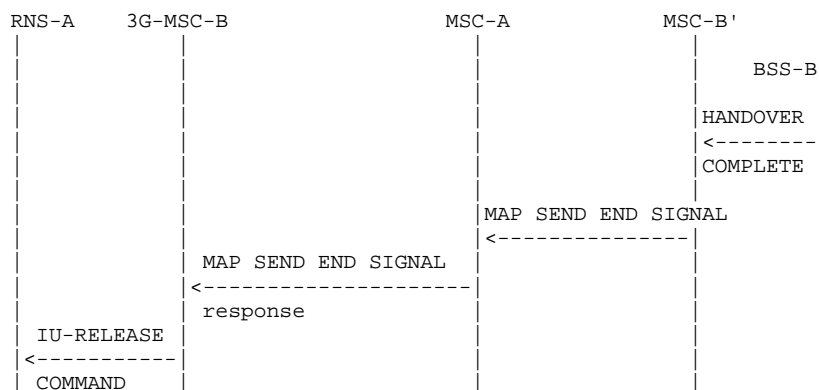 RNS-A 3G-MSC-B MSC-A MSC-B'
BSS-B
HANDOVER
COMPLETE
MAP SEND END SIGNAL
MAP SEND END SIGNAL
response
IU-RELEASE
COMMAND